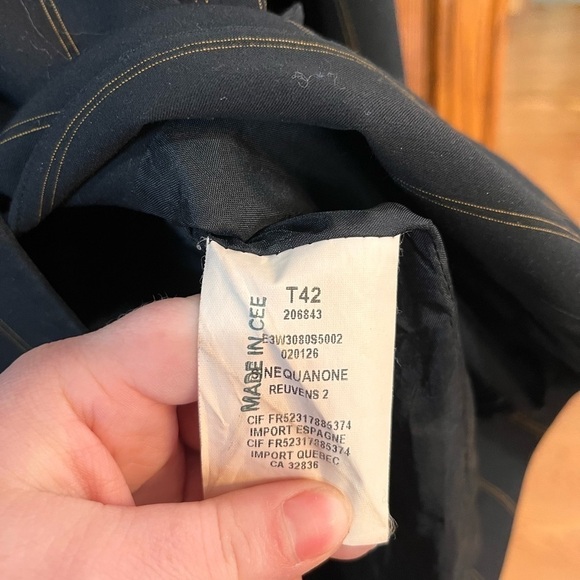 T42
206843
E3W3080S5002
020126
SINEQUANONE
REUVENS 2
CIF FR52317885374
IMPORT ESPAGNE
CIF FR52317885374
IMPORT QUEBEC
CA 32836
MADE IN CEE